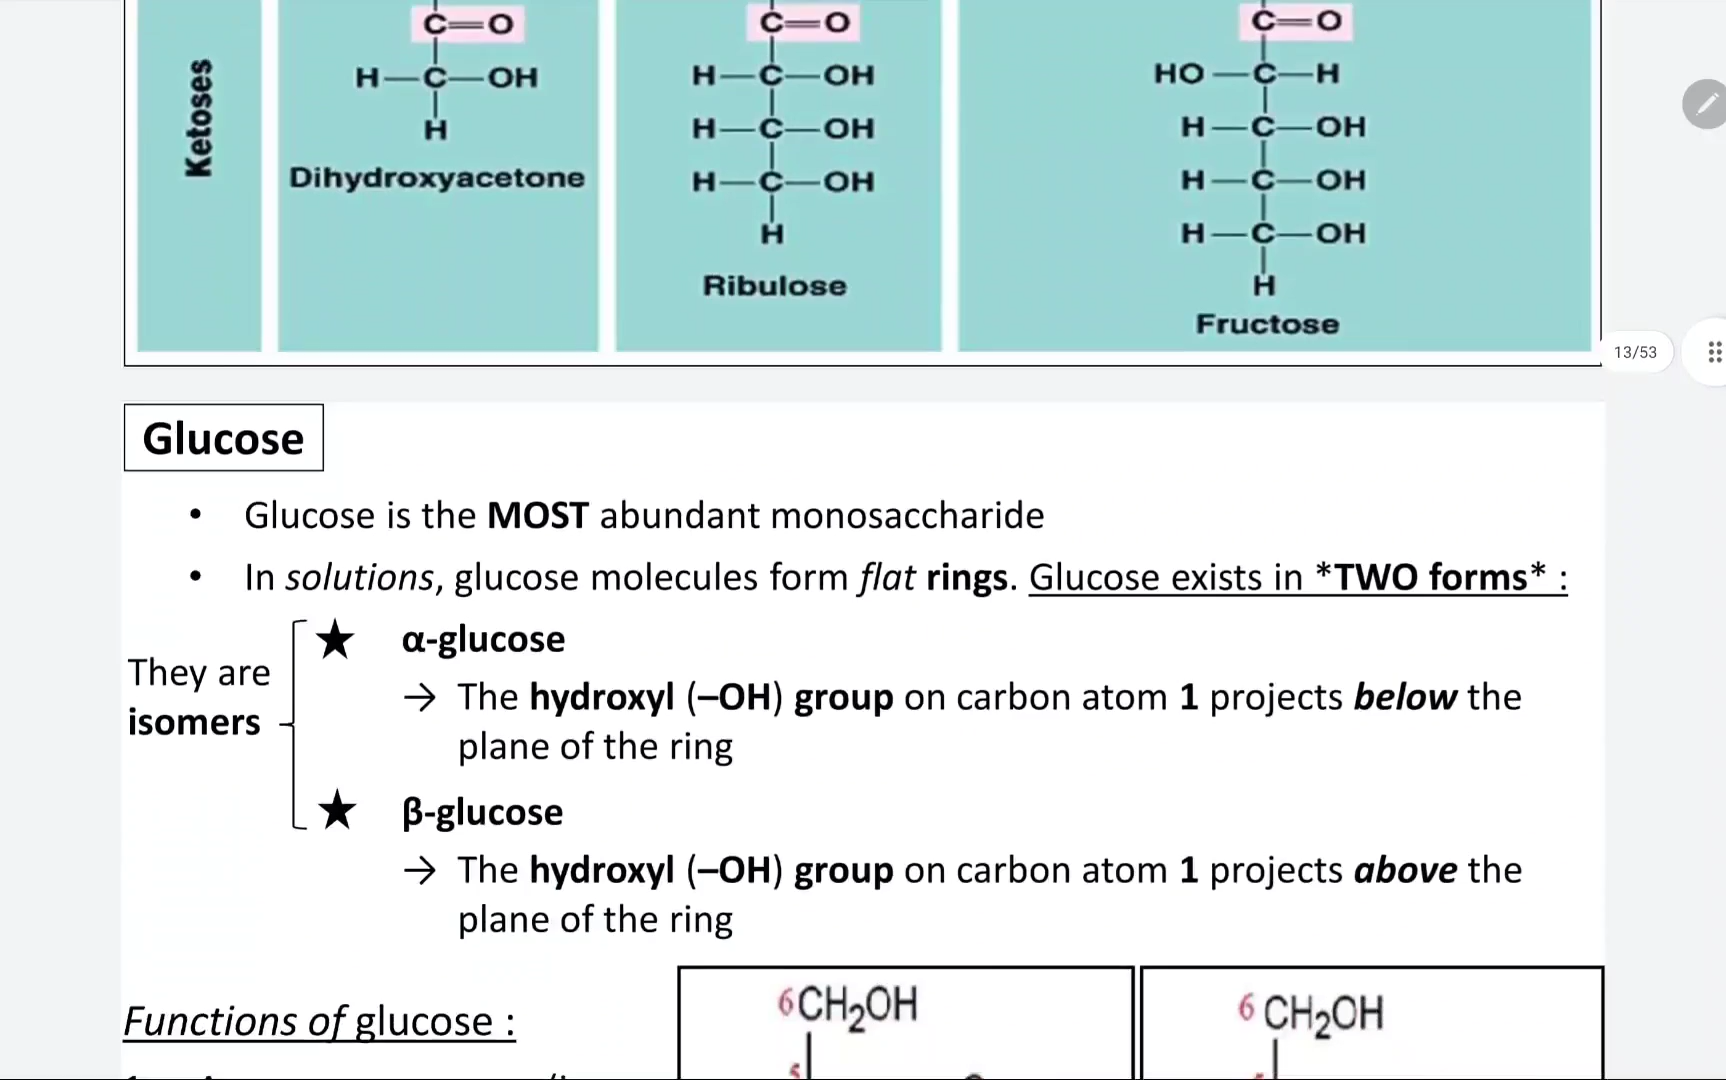 Ketoses
C=O
H—C—OH
H
Dihydroxyacetone
C=O
H—C—OH
H—C—OH
H—C—OH
H
Ribulose
C=O
HO—C—H
H—C—OH
H—C—OH
H—C—OH
H
Fructose
13/53
Glucose
• Glucose is the MOST abundant monosaccharide
• In solutions, glucose molecules form flat rings. Glucose exists in *TWO forms* :
They are
isomers
★ α-glucose
→ The hydroxyl (–OH) group on carbon atom 1 projects below the
plane of the ring
★ β-glucose
→ The hydroxyl (–OH) group on carbon atom 1 projects above the
plane of the ring
Functions of glucose :
6 CH₂OH
5
6 CH₂OH